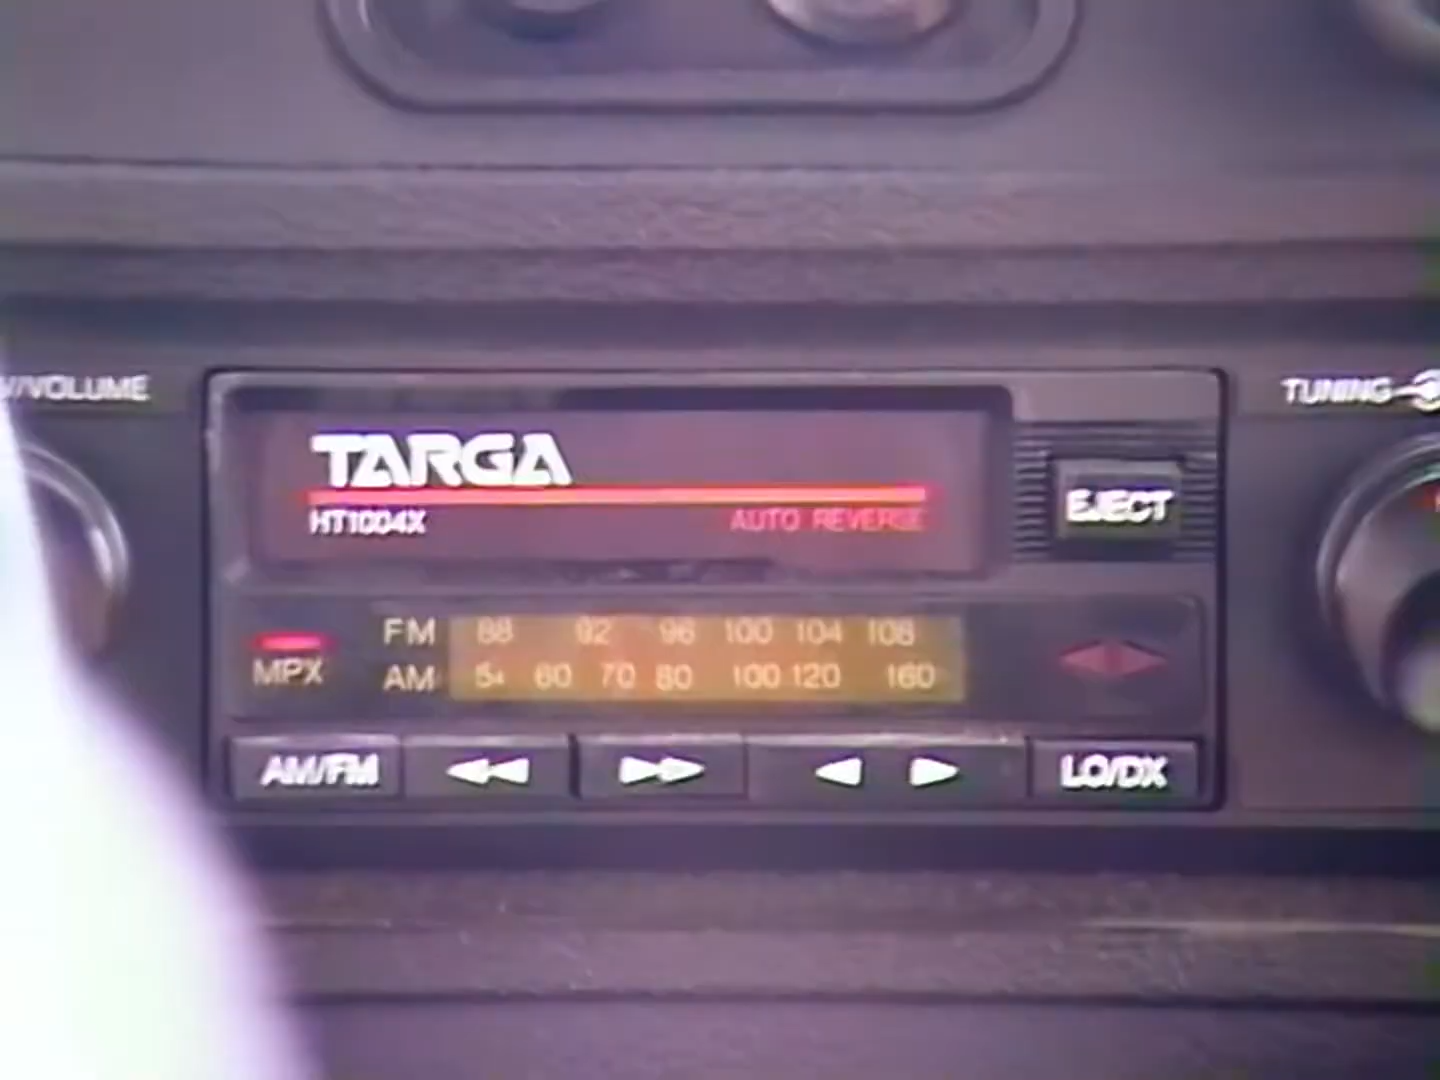 /VOLUME
TUNING
TARGA
HT1004X
AUTO REVERSE
EJECT
MPX
FM 88 92 96 100 104 108
AM 54 60 70 80 100 120 160
AM/FM
LO/DX